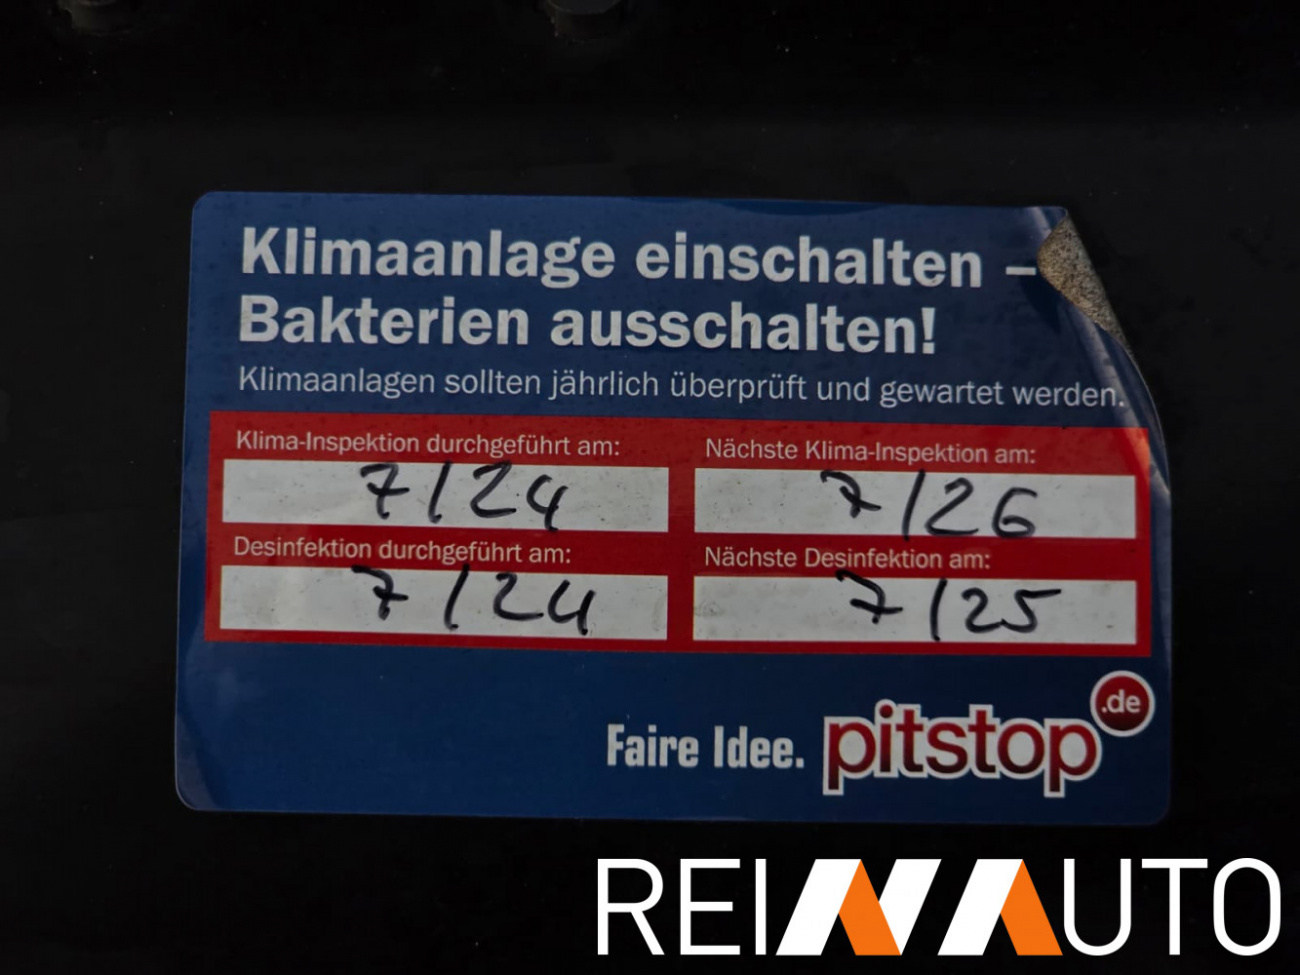 Klimaanlage einschalten –
Bakterien ausschalten!
Klimaanlagen sollten jährlich überprüft und gewartet werden.
Klima-Inspektion durchgeführt am:
7/24
Nächste Klima-Inspektion am:
7/26
Desinfektion durchgeführt am:
7/24
Nächste Desinfektion am:
7/25
Faire Idee. pitstop.de
REINAUTO